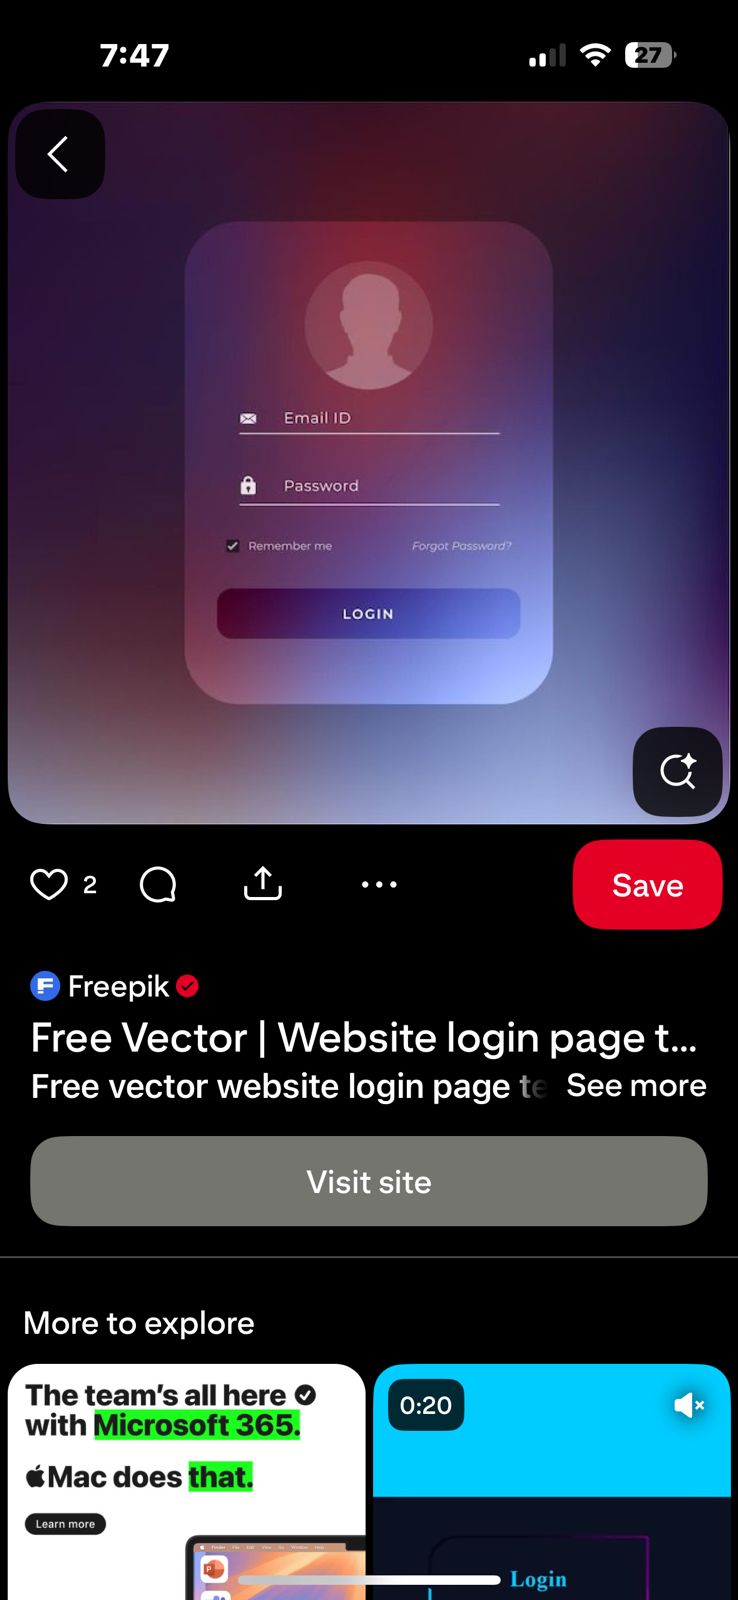 7:47
27
Email ID
Password
Remember me
Forgot Password?
LOGIN
2
Save
Freepik
Free Vector | Website login page t...
Free vector website login page te
See more
Visit site
More to explore
The team's all here
with Microsoft 365.
Mac does that.
Learn more
0:20
Login